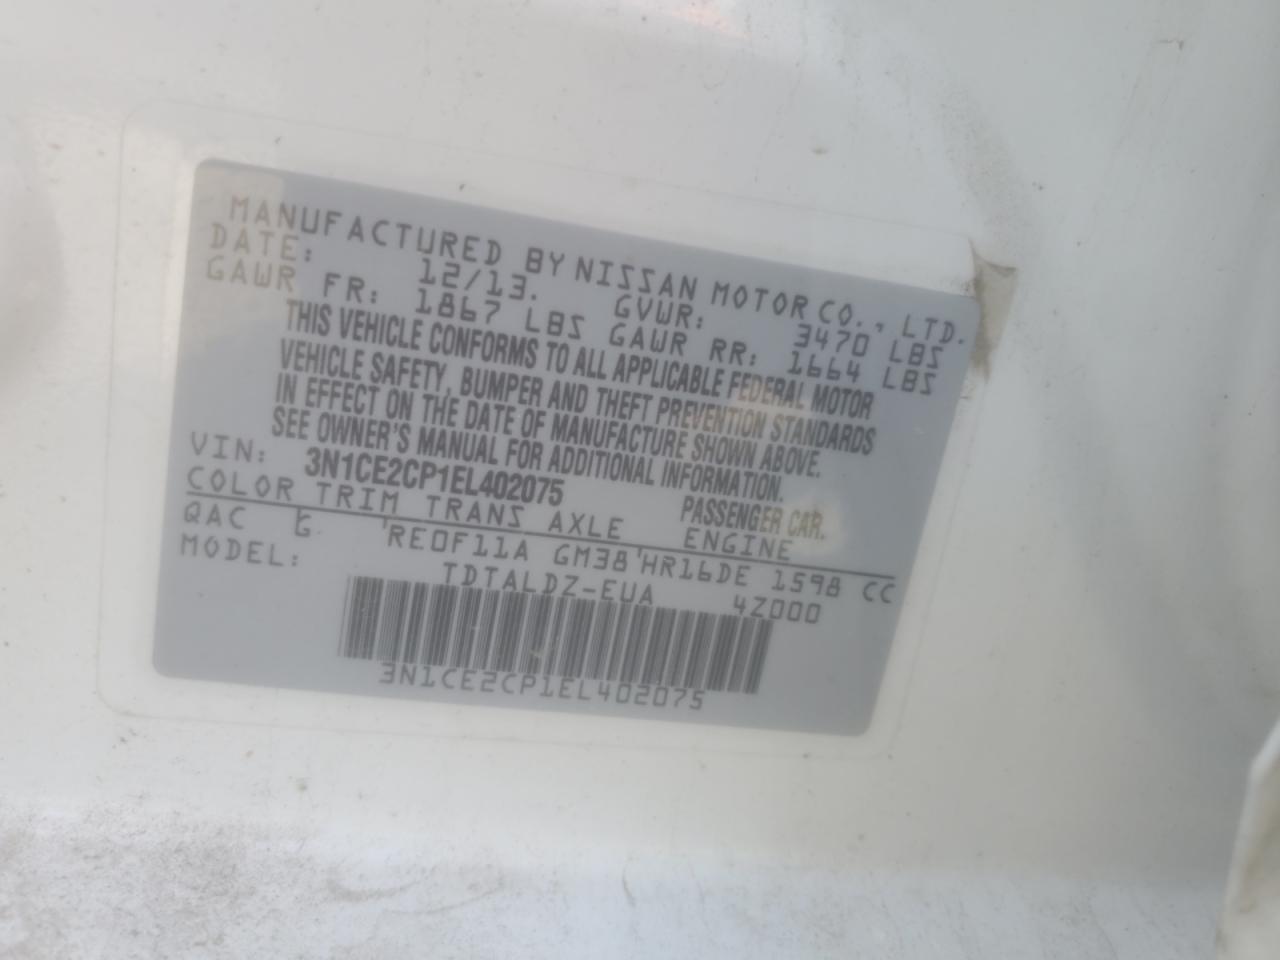 MANUFACTURED BY NISSAN MOTOR CO., LTD.
DATE: 12/13. GVWR: 3470 LBS
GAWR FR: 1867 LBS GAWR RR: 1664 LBS
THIS VEHICLE CONFORMS TO ALL APPLICABLE FEDERAL MOTOR
VEHICLE SAFETY, BUMPER AND THEFT PREVENTION STANDARDS
IN EFFECT ON THE DATE OF MANUFACTURE SHOWN ABOVE.
SEE OWNER'S MANUAL FOR ADDITIONAL INFORMATION.
VIN: 3N1CE2CP1EL402075 PASSENGER CAR.
COLOR TRIM TRANS AXLE ENGINE
QAC G RE0F11A GM38 HR16DE 1598 CC
MODEL: TDTALDZ-EUA 4Z000
3N1CE2CP1EL402075